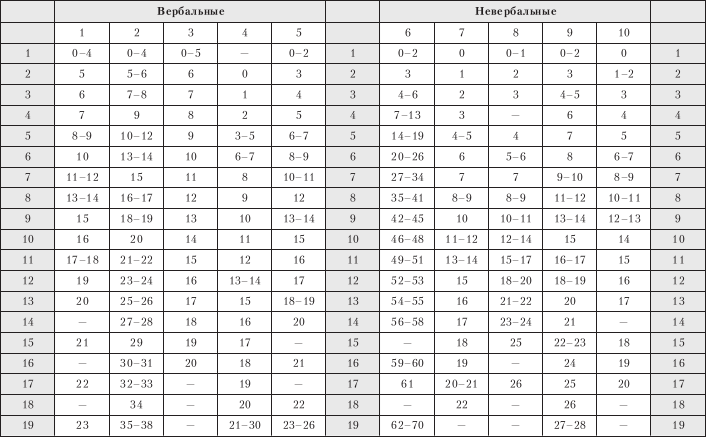 Вербальные Невербальные
1 2 3 4 5 6 7 8 9 10
1 0–4 0–4 0–5 — 0–2 1 0–2 0 0–1 0–2 0 1
2 5 5–6 6 0 3 2 3 1 2 3 1–2 2
3 6 7–8 7 1 4 3 4–6 2 3 4–5 3 3
4 7 9 8 2 5 4 7–13 3 — 6 4 4
5 8–9 10–12 9 3–5 6–7 5 14–19 4–5 4 7 5 5
6 10 13–14 10 6–7 8–9 6 20–26 6 5–6 8 6–7 6
7 11–12 15 11 8 10–11 7 27–34 7 7 9–10 8–9 7
8 13–14 16–17 12 9 12 8 35–41 8–9 8–9 11–12 10–11 8
9 15 18–19 13 10 13–14 9 42–45 10 10–11 13–14 12–13 9
10 16 20 14 11 15 10 46–48 11–12 12–14 15 14 10
11 17–18 21–22 15 12 16 11 49–51 13–14 15–17 16–17 15 11
12 19 23–24 16 13–14 17 12 52–53 15 18–20 18–19 16 12
13 20 25–26 17 15 18–19 13 54–55 16 21–22 20 17 13
14 — 27–28 18 16 20 14 56–58 17 23–24 21 — 14
15 21 29 19 17 — 15 — 18 25 22–23 18 15
16 — 30–31 20 18 21 16 59–60 19 — 24 19 16
17 22 32–33 — 19 — 17 61 20–21 26 25 20 17
18 — 34 — 20 22 18 — 22 — 26 — 18
19 23 35–38 — 21–30 23–26 19 62–70 — — 27–28 — 19